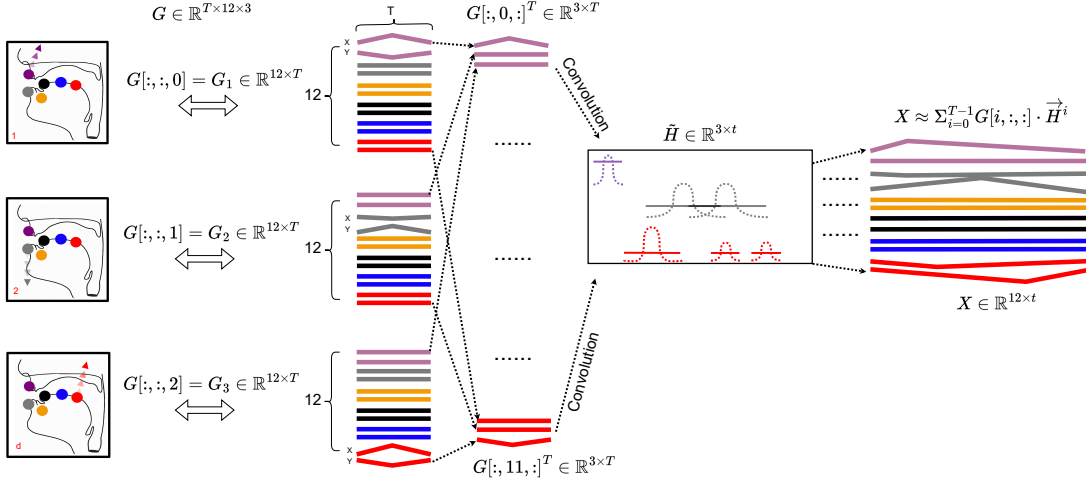 G ∈ ℝ^{T×12×3}
T
G[:,0,:]^T ∈ ℝ^{3×T}
1
G[:,:,0] = G_1 ∈ ℝ^{12×T}
X
Y
12
Convolution
......
H̃ ∈ ℝ^{3×t}
X ≈ Σ_{i=0}^{T−1} G[i,:,:] · \overrightarrow{H}^i
......
......
......
2
G[:,:,1] = G_2 ∈ ℝ^{12×T}
X
Y
12
......
X ∈ ℝ^{12×t}
d
G[:,:,2] = G_3 ∈ ℝ^{12×T}
12
X
Y
......
Convolution
G[:,11,:]^T ∈ ℝ^{3×T}